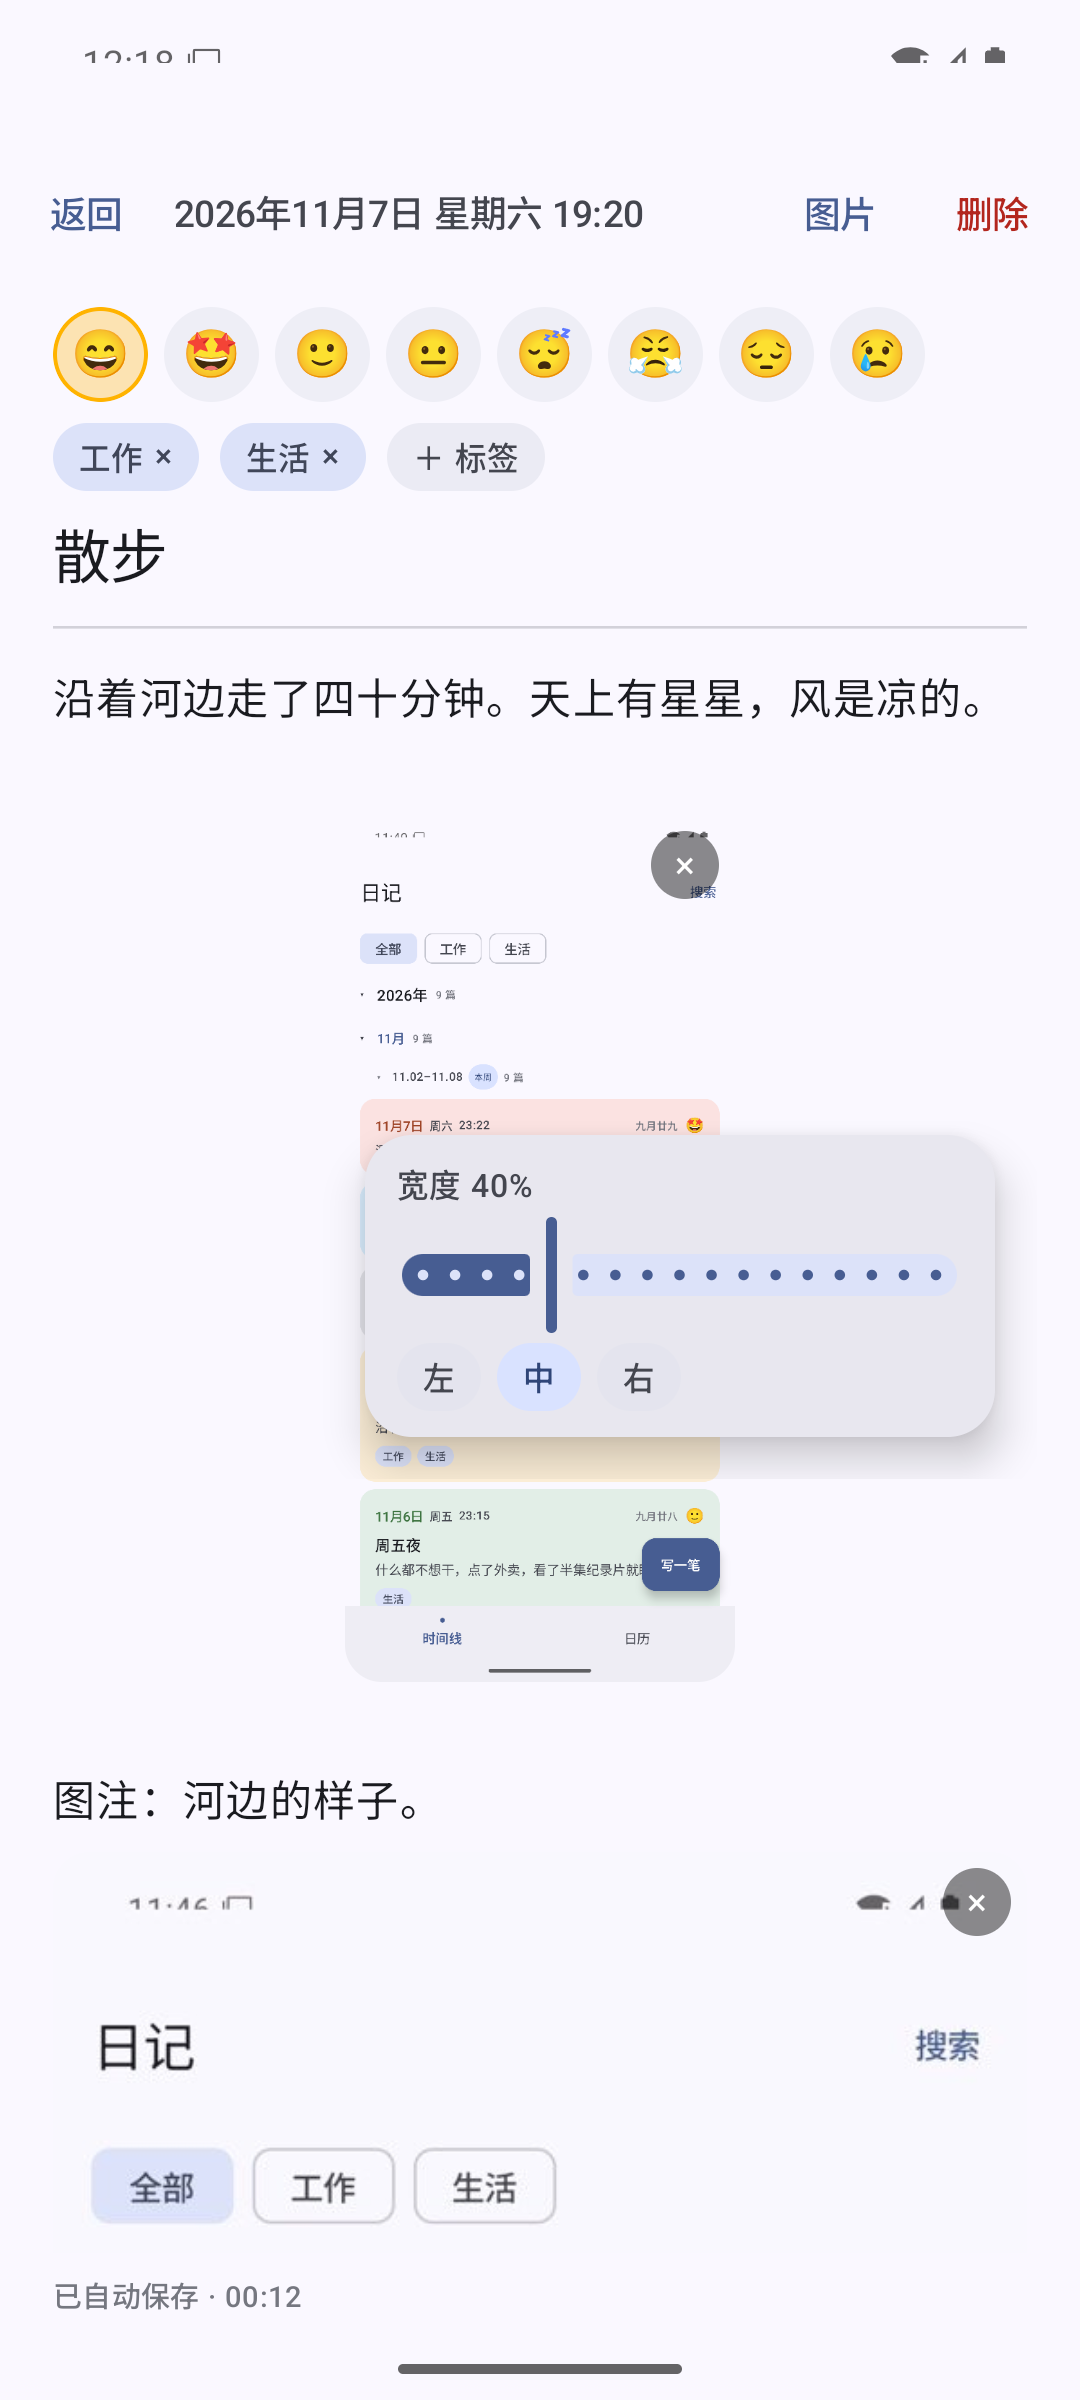 12:18
返回 2026年11月7日 星期六 19:20 图片 删除
工作 × 生活 × + 标签
散步
沿着河边走了四十分钟。天上有星星，风是凉的。
11:40
×
日记 搜索
全部 工作 生活
2026年 9 篇
11月 9 篇
11.02–11.08 本周 9 篇
11月7日 周六 23:22 九月廿九
宽度 40%
左 中 右
工作 生活
11月6日 周五 23:15 九月廿八
周五夜
什么都不想干，点了外卖，看了半集纪录片就
写一笔
生活
时间线 日历
图注：河边的样子。
11:46
×
日记 搜索
全部 工作 生活
已自动保存 · 00:12